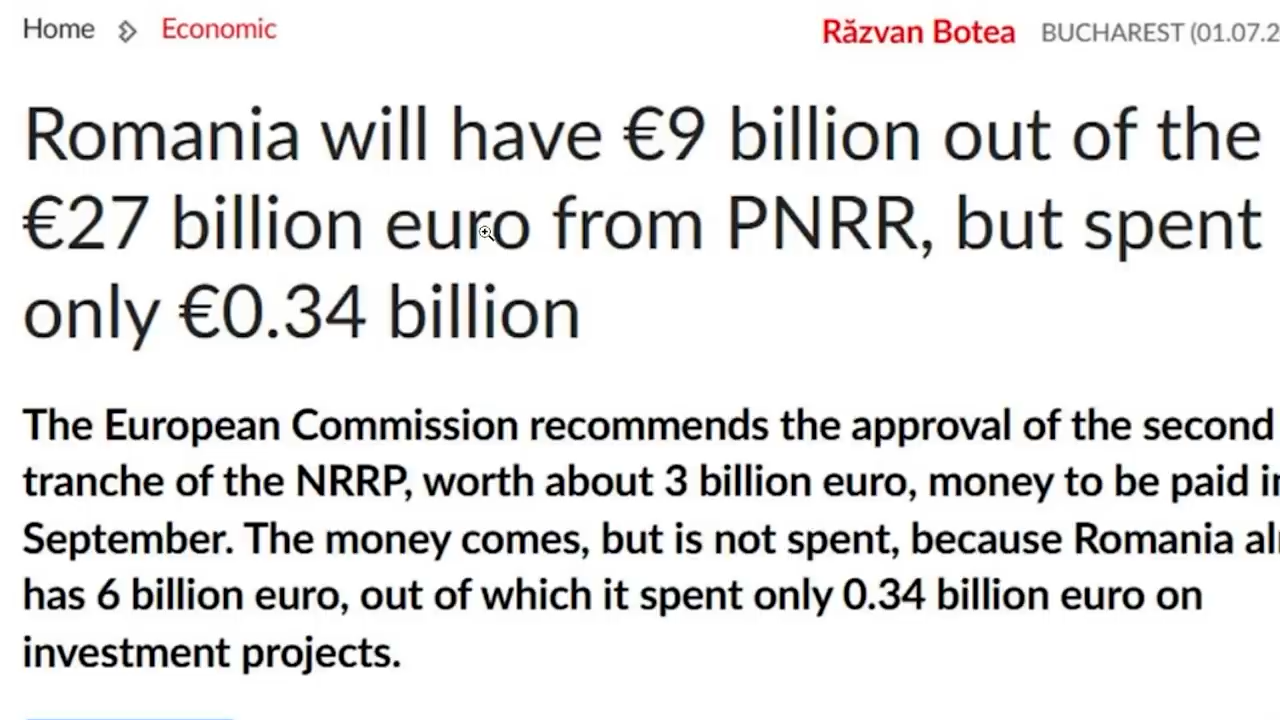 Home Economic Răzvan Botea BUCHAREST (01.07.2
Romania will have €9 billion out of the
€27 billion euro from PNRR, but spent
only €0.34 billion
The European Commission recommends the approval of the second
tranche of the NRRP, worth about 3 billion euro, money to be paid in
September. The money comes, but is not spent, because Romania al
has 6 billion euro, out of which it spent only 0.34 billion euro on
investment projects.